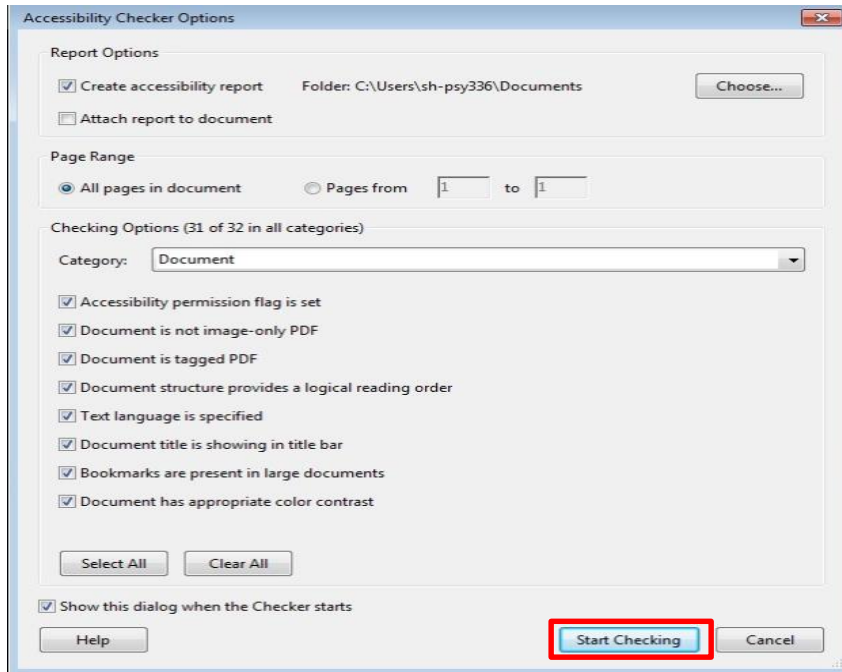 Accessibility Checker Options
Report Options
Create accessibility report Folder: C:\Users\sh-psy336\Documents Choose...
Attach report to document
Page Range
All pages in document Pages from 1 to 1
Checking Options (31 of 32 in all categories)
Category: Document
Accessibility permission flag is set
Document is not image-only PDF
Document is tagged PDF
Document structure provides a logical reading order
Text language is specified
Document title is showing in title bar
Bookmarks are present in large documents
Document has appropriate color contrast
Select All Clear All
Show this dialog when the Checker starts
Help Start Checking Cancel